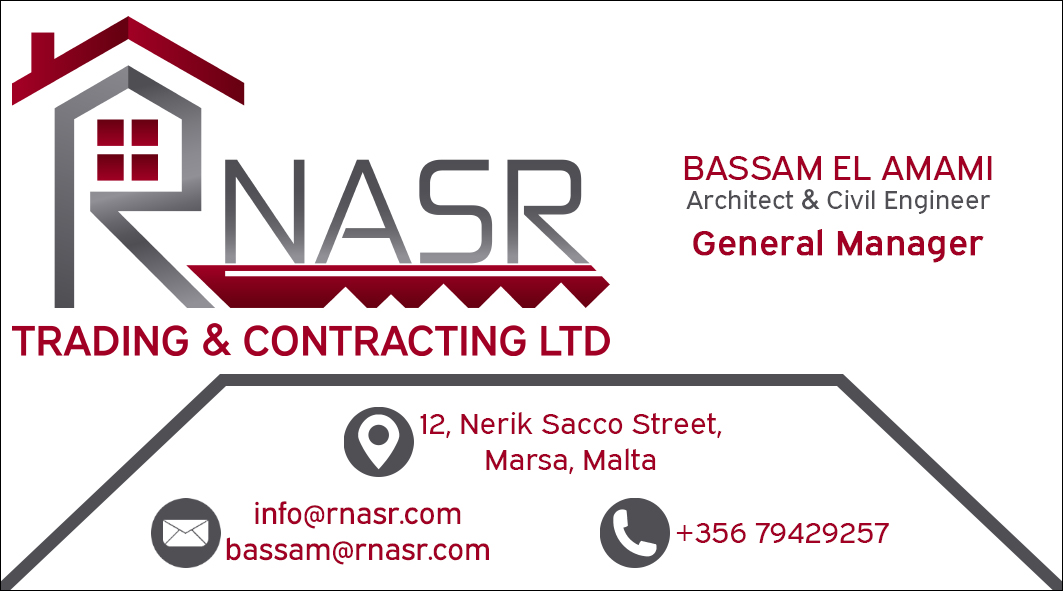 RNASR
TRADING & CONTRACTING LTD
BASSAM EL AMAMI
Architect & Civil Engineer
General Manager
12, Nerik Sacco Street,
Marsa, Malta
info@rnasr.com
bassam@rnasr.com
+356 79429257